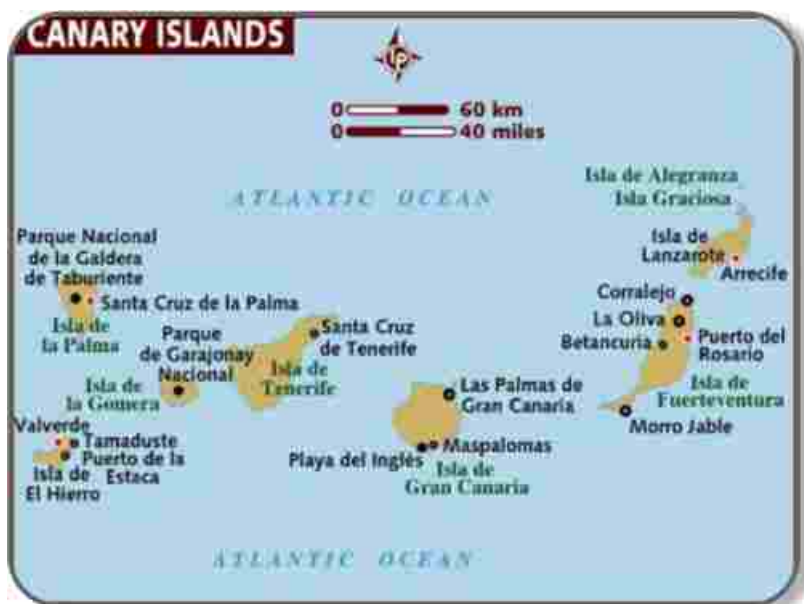 CANARY ISLANDS
LP
0 60 km
0 40 miles
ATLANTIC OCEAN
Isla de Alegranza
Isla Graciosa
Isla de
Lanzarote
Arrecife
Parque Nacional
de la Galdera
de Taburiente
Santa Cruz de la Palma
Isla de
la Palma
Parque
de Garajonay
Nacional
Isla de
la Gomera
Santa Cruz
de Tenerife
Isla de
Tenerife
Corralejo
La Oliva
Betancuria
Puerto del
Rosario
Isla de
Fuerteventura
Morro Jable
Las Palmas de
Gran Canaria
Maspalomas
Playa del Inglés
Isla de
Gran Canaria
Valverde
Tamaduste
Puerto de la
Estaca
Isla de
El Hierro
ATLANTIC OCEAN